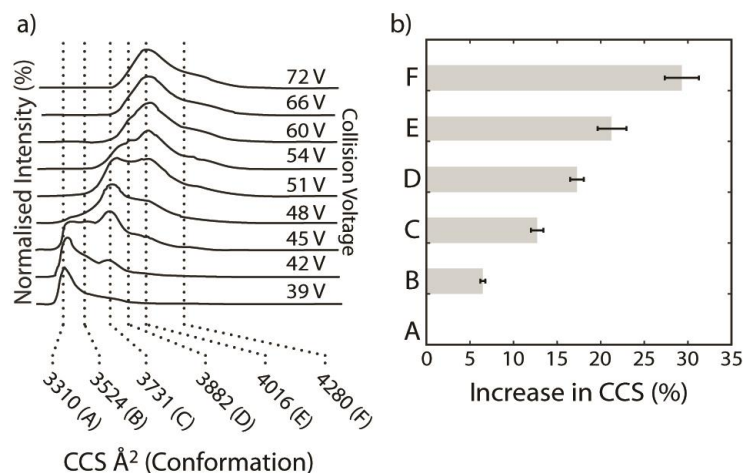 a)
Normalised Intensity (%)
72 V
66 V
60 V
54 V
51 V
48 V
45 V
42 V
39 V
Collision Voltage
3310 (A)
3524 (B)
3731 (C)
3882 (D)
4016 (E)
4280 (F)
CCS Å² (Conformation)
b)
F
E
D
C
B
A
0 5 10 15 20 25 30 35
Increase in CCS (%)